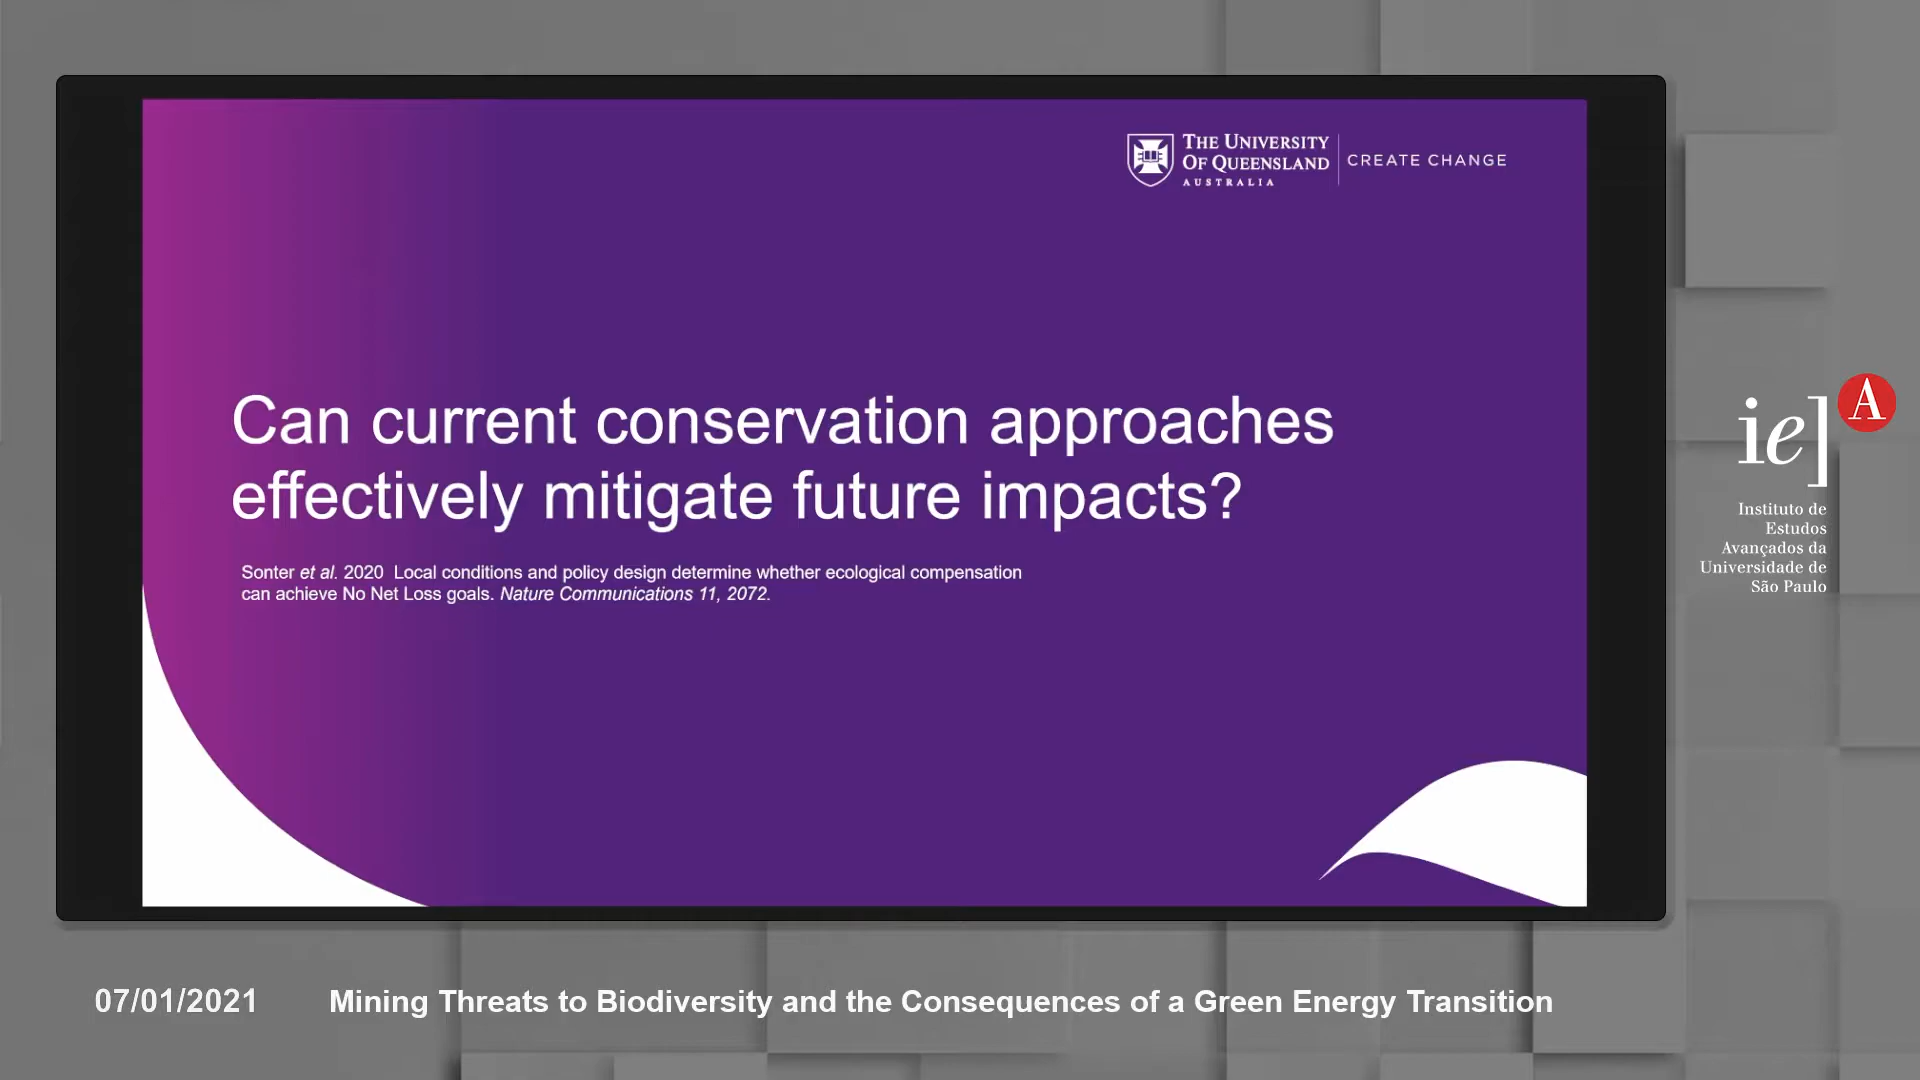 THE UNIVERSITY
OF QUEENSLAND
AUSTRALIA
CREATE CHANGE
Can current conservation approaches
effectively mitigate future impacts?
Sonter et al. 2020 Local conditions and policy design determine whether ecological compensation
can achieve No Net Loss goals. Nature Communications 11, 2072.
ie] A
Instituto de
Estudos
Avançados da
Universidade de
São Paulo
07/01/2021 Mining Threats to Biodiversity and the Consequences of a Green Energy Transition